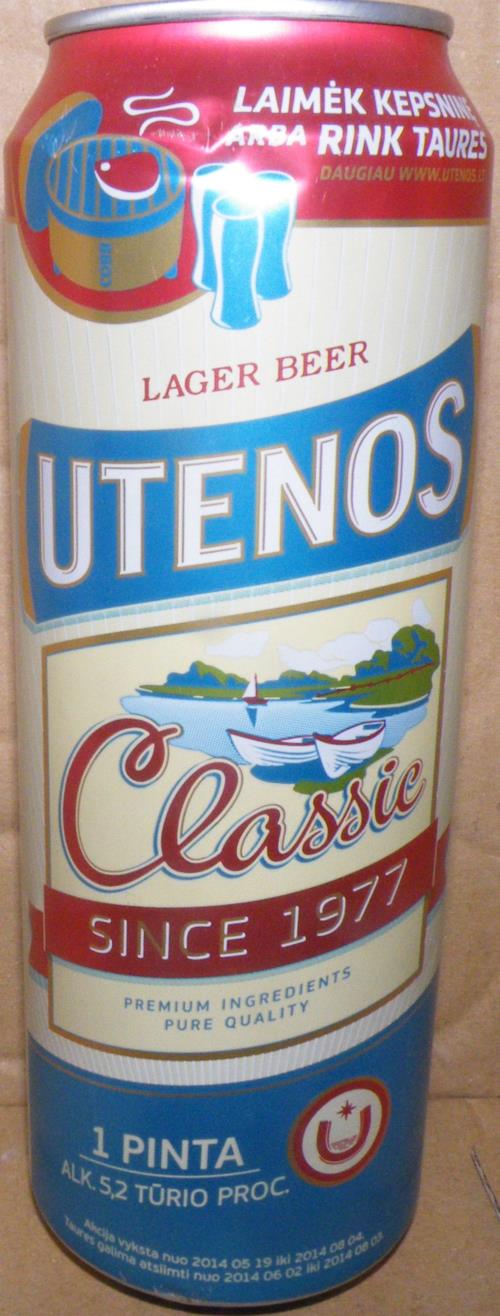 LAIMĖK KEPSNINĘ
ARBA RINK TAURES
DAUGIAU WWW.UTENOS.LT
COBB
LAGER BEER
UTENOS
Classic
SINCE 1977
PREMIUM INGREDIENTS
PURE QUALITY
U
1 PINTA
ALK. 5,2 TŪRIO PROC.
Akcija vyksta nuo 2014 05 19 iki 2014 08 04.
Taures galima atsiimti nuo 2014 06 02 iki 2014 08 03.